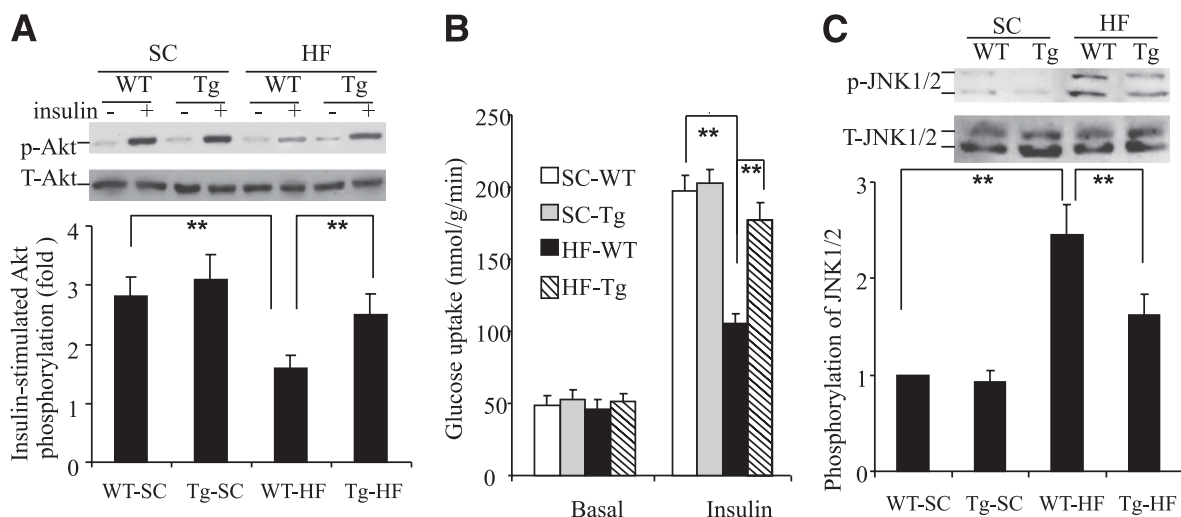 A
SC HF
WT Tg WT Tg
insulin - + - + - + - +
p-Akt
T-Akt
** **
Insulin-stimulated Akt
phosphorylation (fold)
4
3
2
1
0
WT-SC Tg-SC WT-HF Tg-HF
B
Glucose uptake (nmol/g/min)
250
200
150
100
50
0
**
**
SC-WT
SC-Tg
HF-WT
HF-Tg
Basal Insulin
C
SC HF
WT Tg WT Tg
p-JNK1/2
T-JNK1/2
** **
Phosphorylation of JNK1/2
3
2
1
0
WT-SC Tg-SC WT-HF Tg-HF